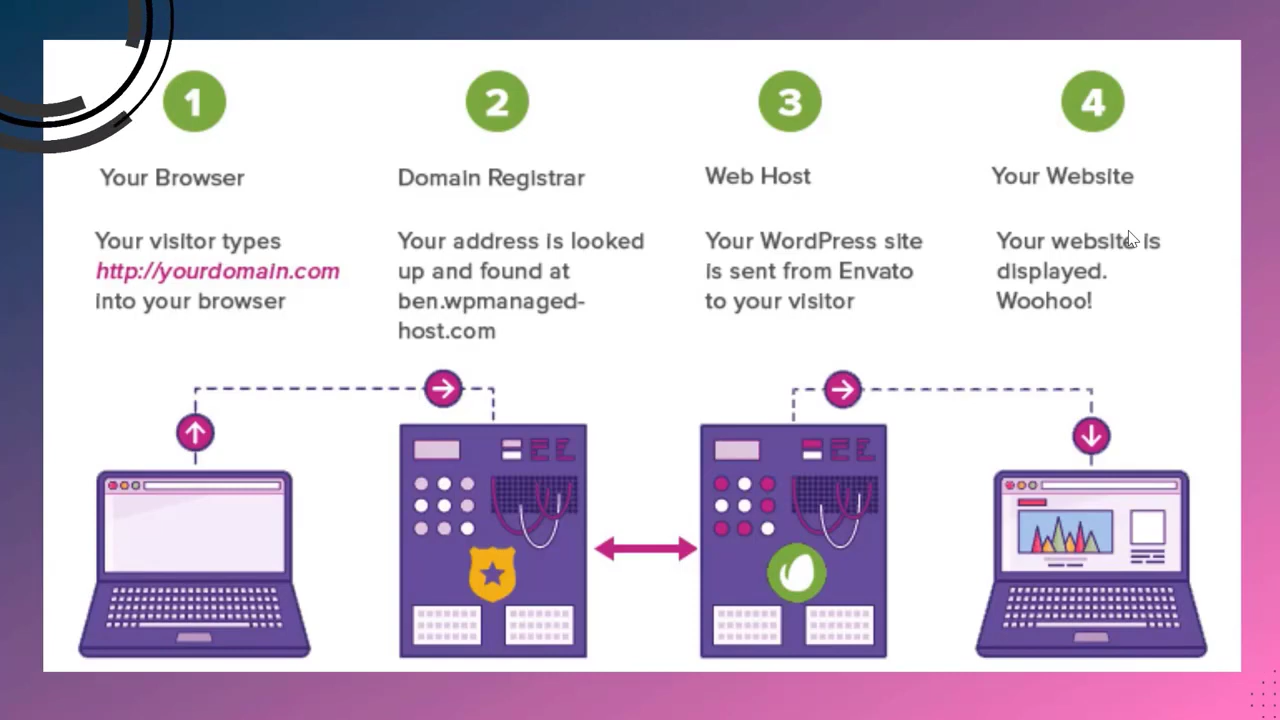 1
Your Browser
Your visitor types
http://yourdomain.com
into your browser
2
Domain Registrar
Your address is looked
up and found at
ben.wpmanaged-
host.com
3
Web Host
Your WordPress site
is sent from Envato
to your visitor
4
Your Website
Your website is
displayed.
Woohoo!